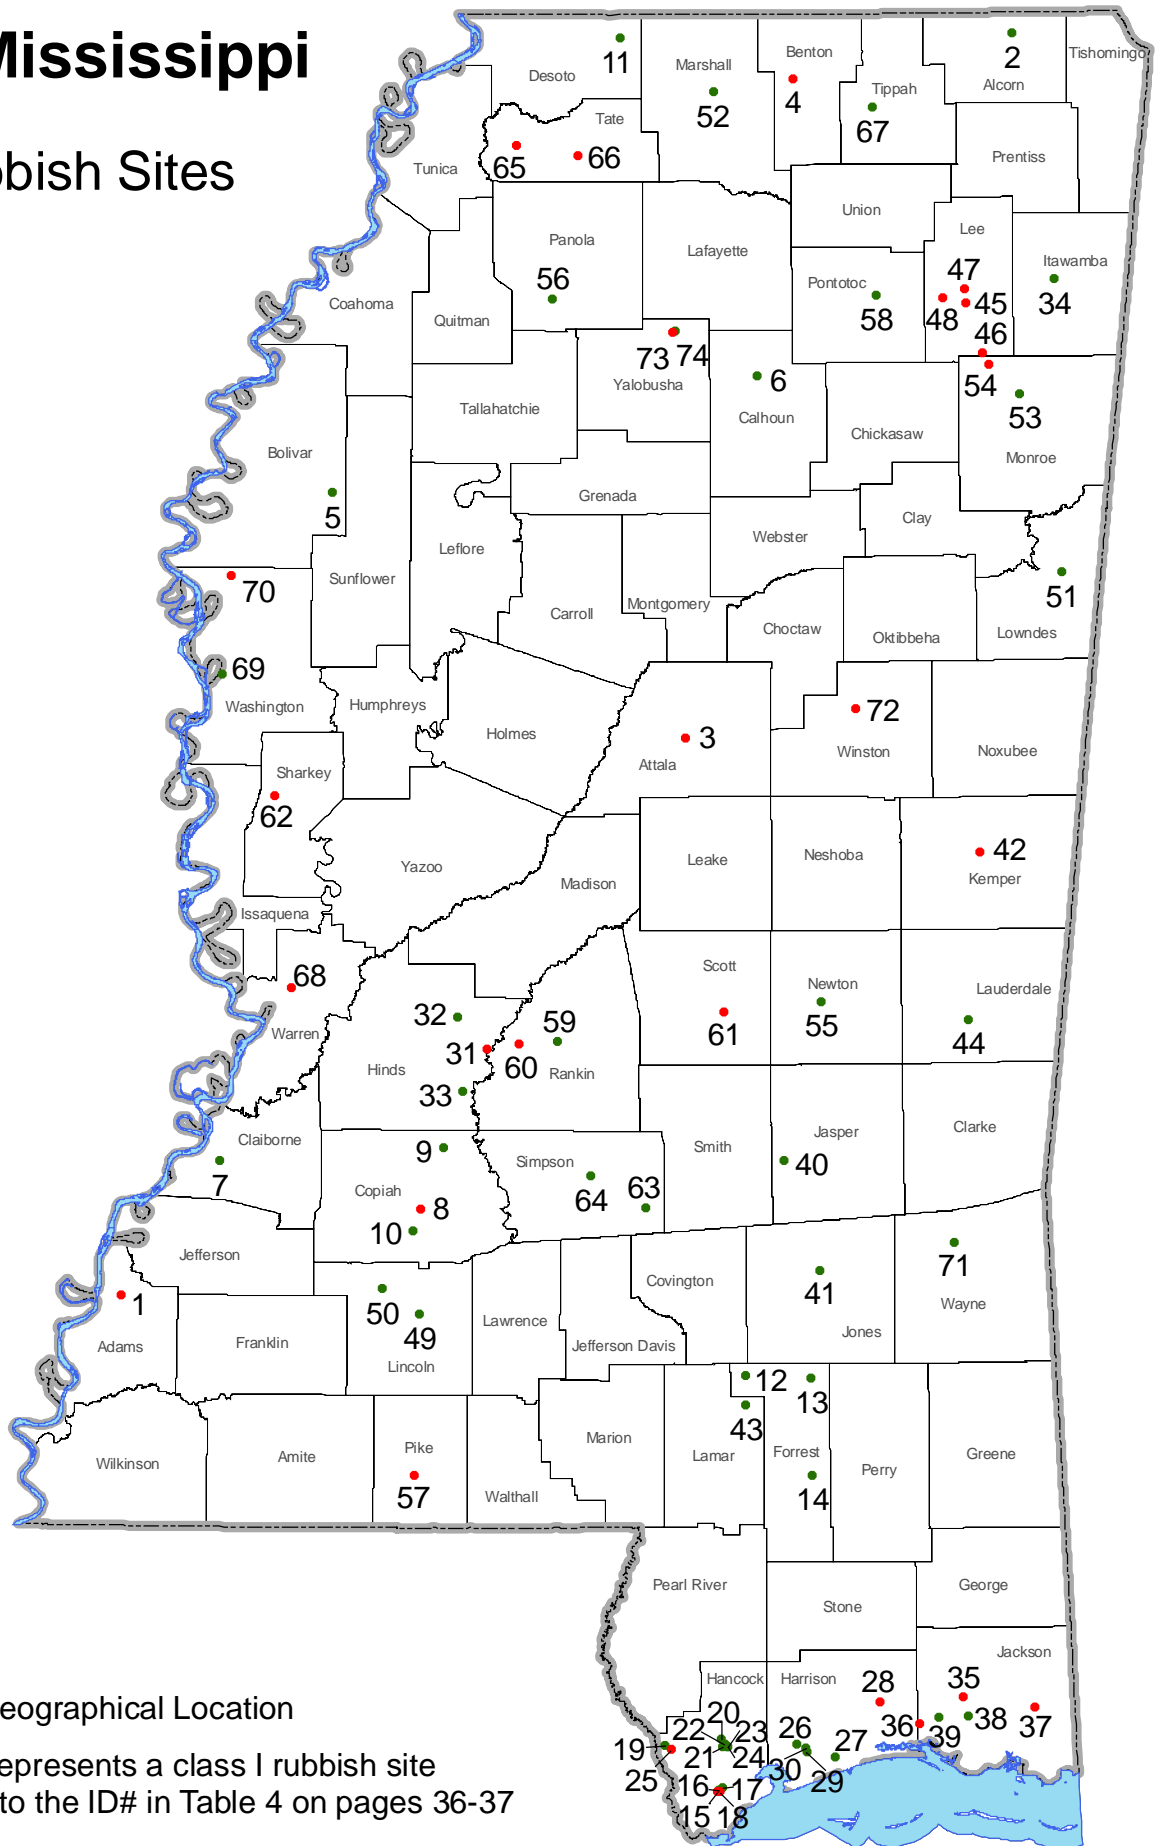 Mississippi
bbish Sites
Desoto
11
Marshall
52
Benton
4
Tippah
67
2
Alcorn
Tishomingo
Tate
65
66
Tunica
Prentiss
Union
Panola
56
Lafayette
Lee
47
45
48
46
Itawamba
34
Pontotoc
58
Coahoma
Quitman
73
74
Yalobusha
6
Calhoun
54
53
Monroe
Tallahatchie
Chickasaw
Bolivar
5
Grenada
Clay
Webster
Leflore
Sunflower
70
Carroll
Montgomery
Choctaw
Oktibbeha
51
Lowndes
69
Washington
Humphreys
Holmes
3
Attala
72
Winston
Noxubee
Sharkey
62
Yazoo
Leake
Neshoba
42
Kemper
Madison
Issaquena
68
Warren
Scott
61
Newton
55
Lauderdale
44
32
31
Hinds
33
59
60
Rankin
Claiborne
7
9
Copiah
8
10
Simpson
64
63
Smith
Jasper
40
Clarke
Jefferson
1
Adams
Franklin
50
49
Lincoln
Lawrence
Jefferson Davis
Covington
41
Jones
71
Wayne
12
13
43
Lamar
Forrest
14
Perry
Greene
Marion
Wilkinson
Amite
Pike
57
Walthall
Pearl River
Stone
George
Hancock
Harrison
Jackson
28
35
36
39
38
37
20
22
23
19
21
24
25
26
27
30
29
16
17
15
18
eographical Location
epresents a class I rubbish site
to the ID# in Table 4 on pages 36-37